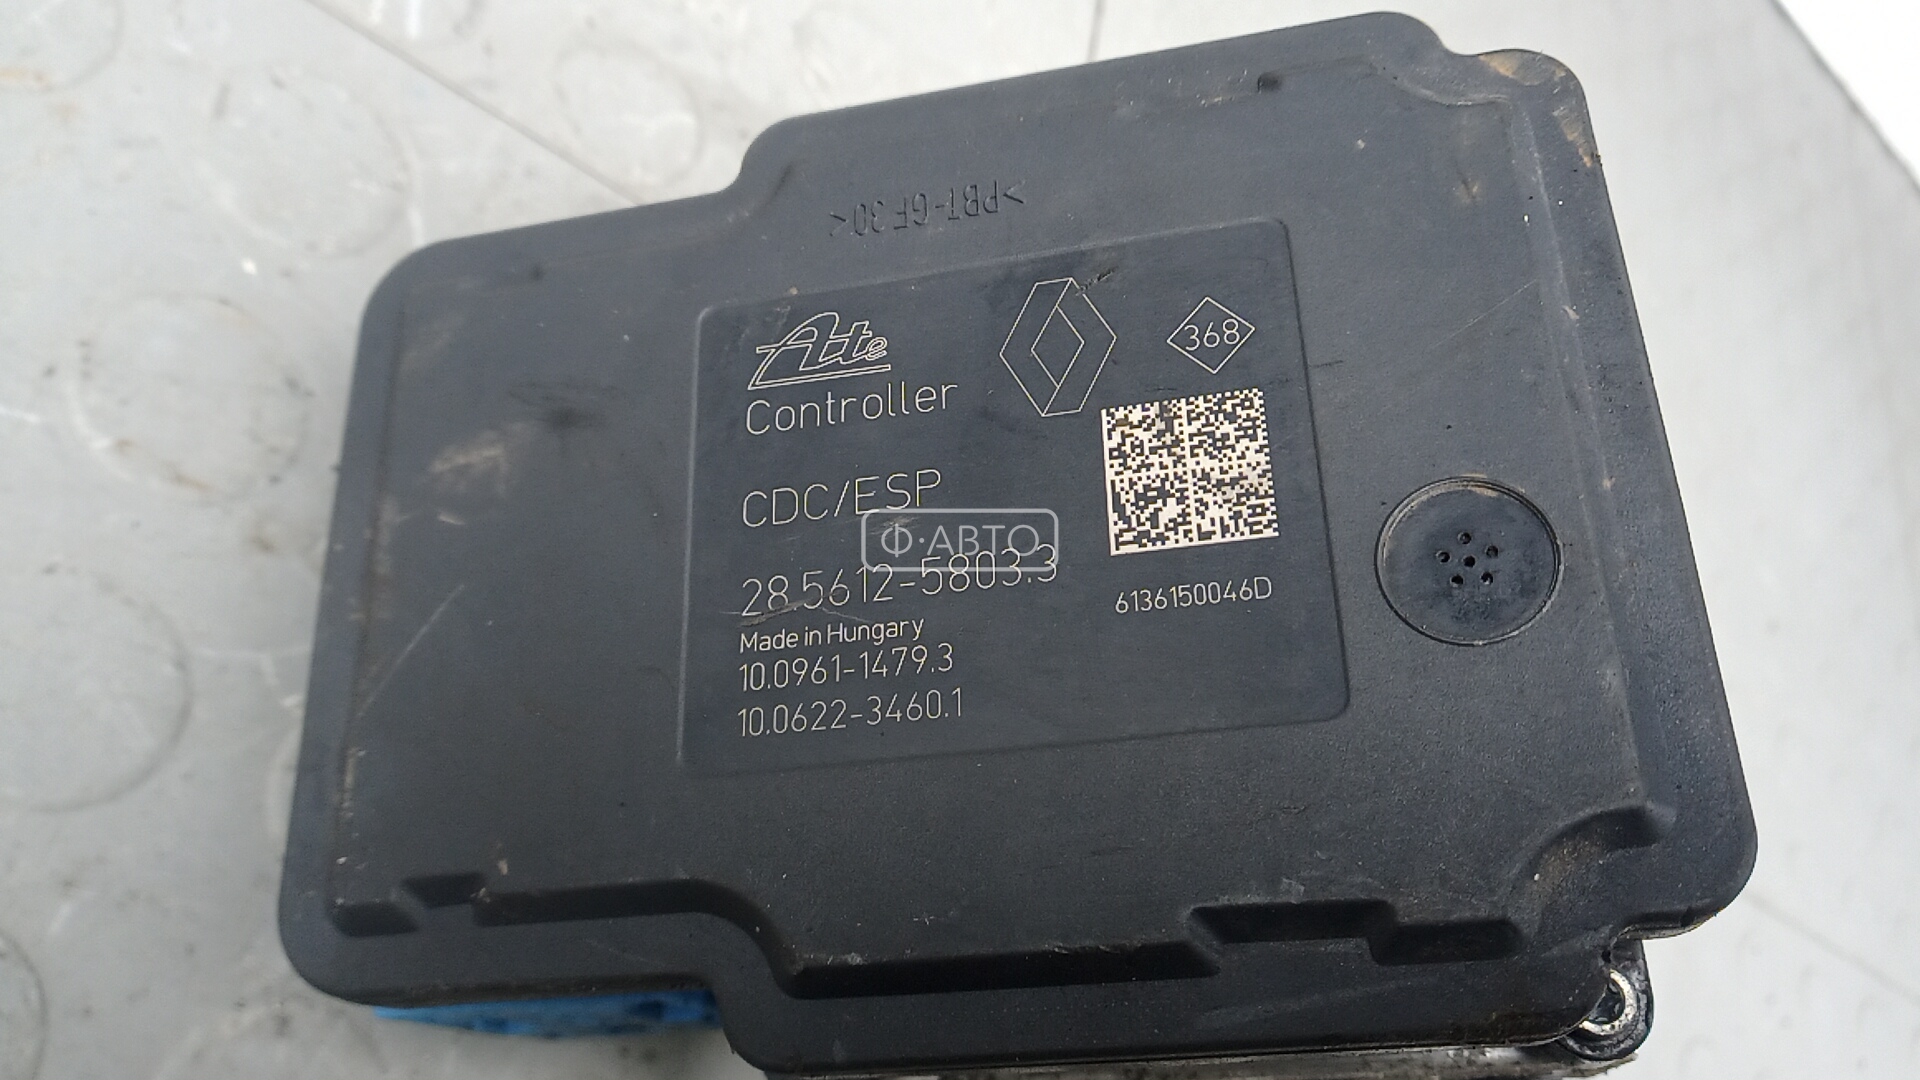 >PBT-GF30<
Ate
368
Controller
CDC/ESP
Ф·АВТО
28.5612-5803.3
6136150046D
Made in Hungary
10.0961-1479.3
10.0622-3460.1